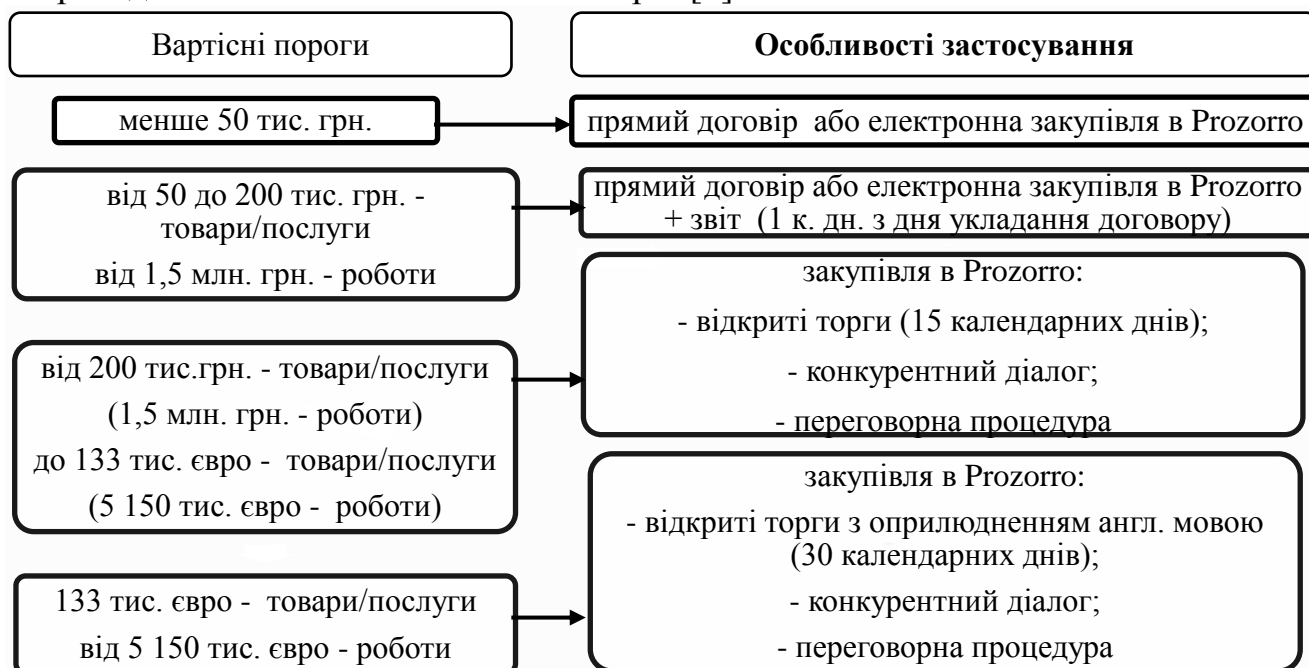 Вартісні пороги
Особливості застосування
менше 50 тис. грн.
прямий договір або електронна закупівля в Prozorro
від 50 до 200 тис. грн. -
товари/послуги
від 1,5 млн. грн. - роботи
прямий договір або електронна закупівля в Prozorro
+ звіт (1 к. дн. з дня укладання договору)
від 200 тис.грн. - товари/послуги
(1,5 млн. грн. - роботи)
до 133 тис. євро - товари/послуги
(5 150 тис. євро - роботи)
закупівля в Prozorro:
- відкриті торги (15 календарних днів);
- конкурентний діалог;
- переговорна процедура
133 тис. євро - товари/послуги
від 5 150 тис. євро - роботи
закупівля в Prozorro:
- відкриті торги з оприлюдненням англ. мовою
(30 календарних днів);
- конкурентний діалог;
- переговорна процедура